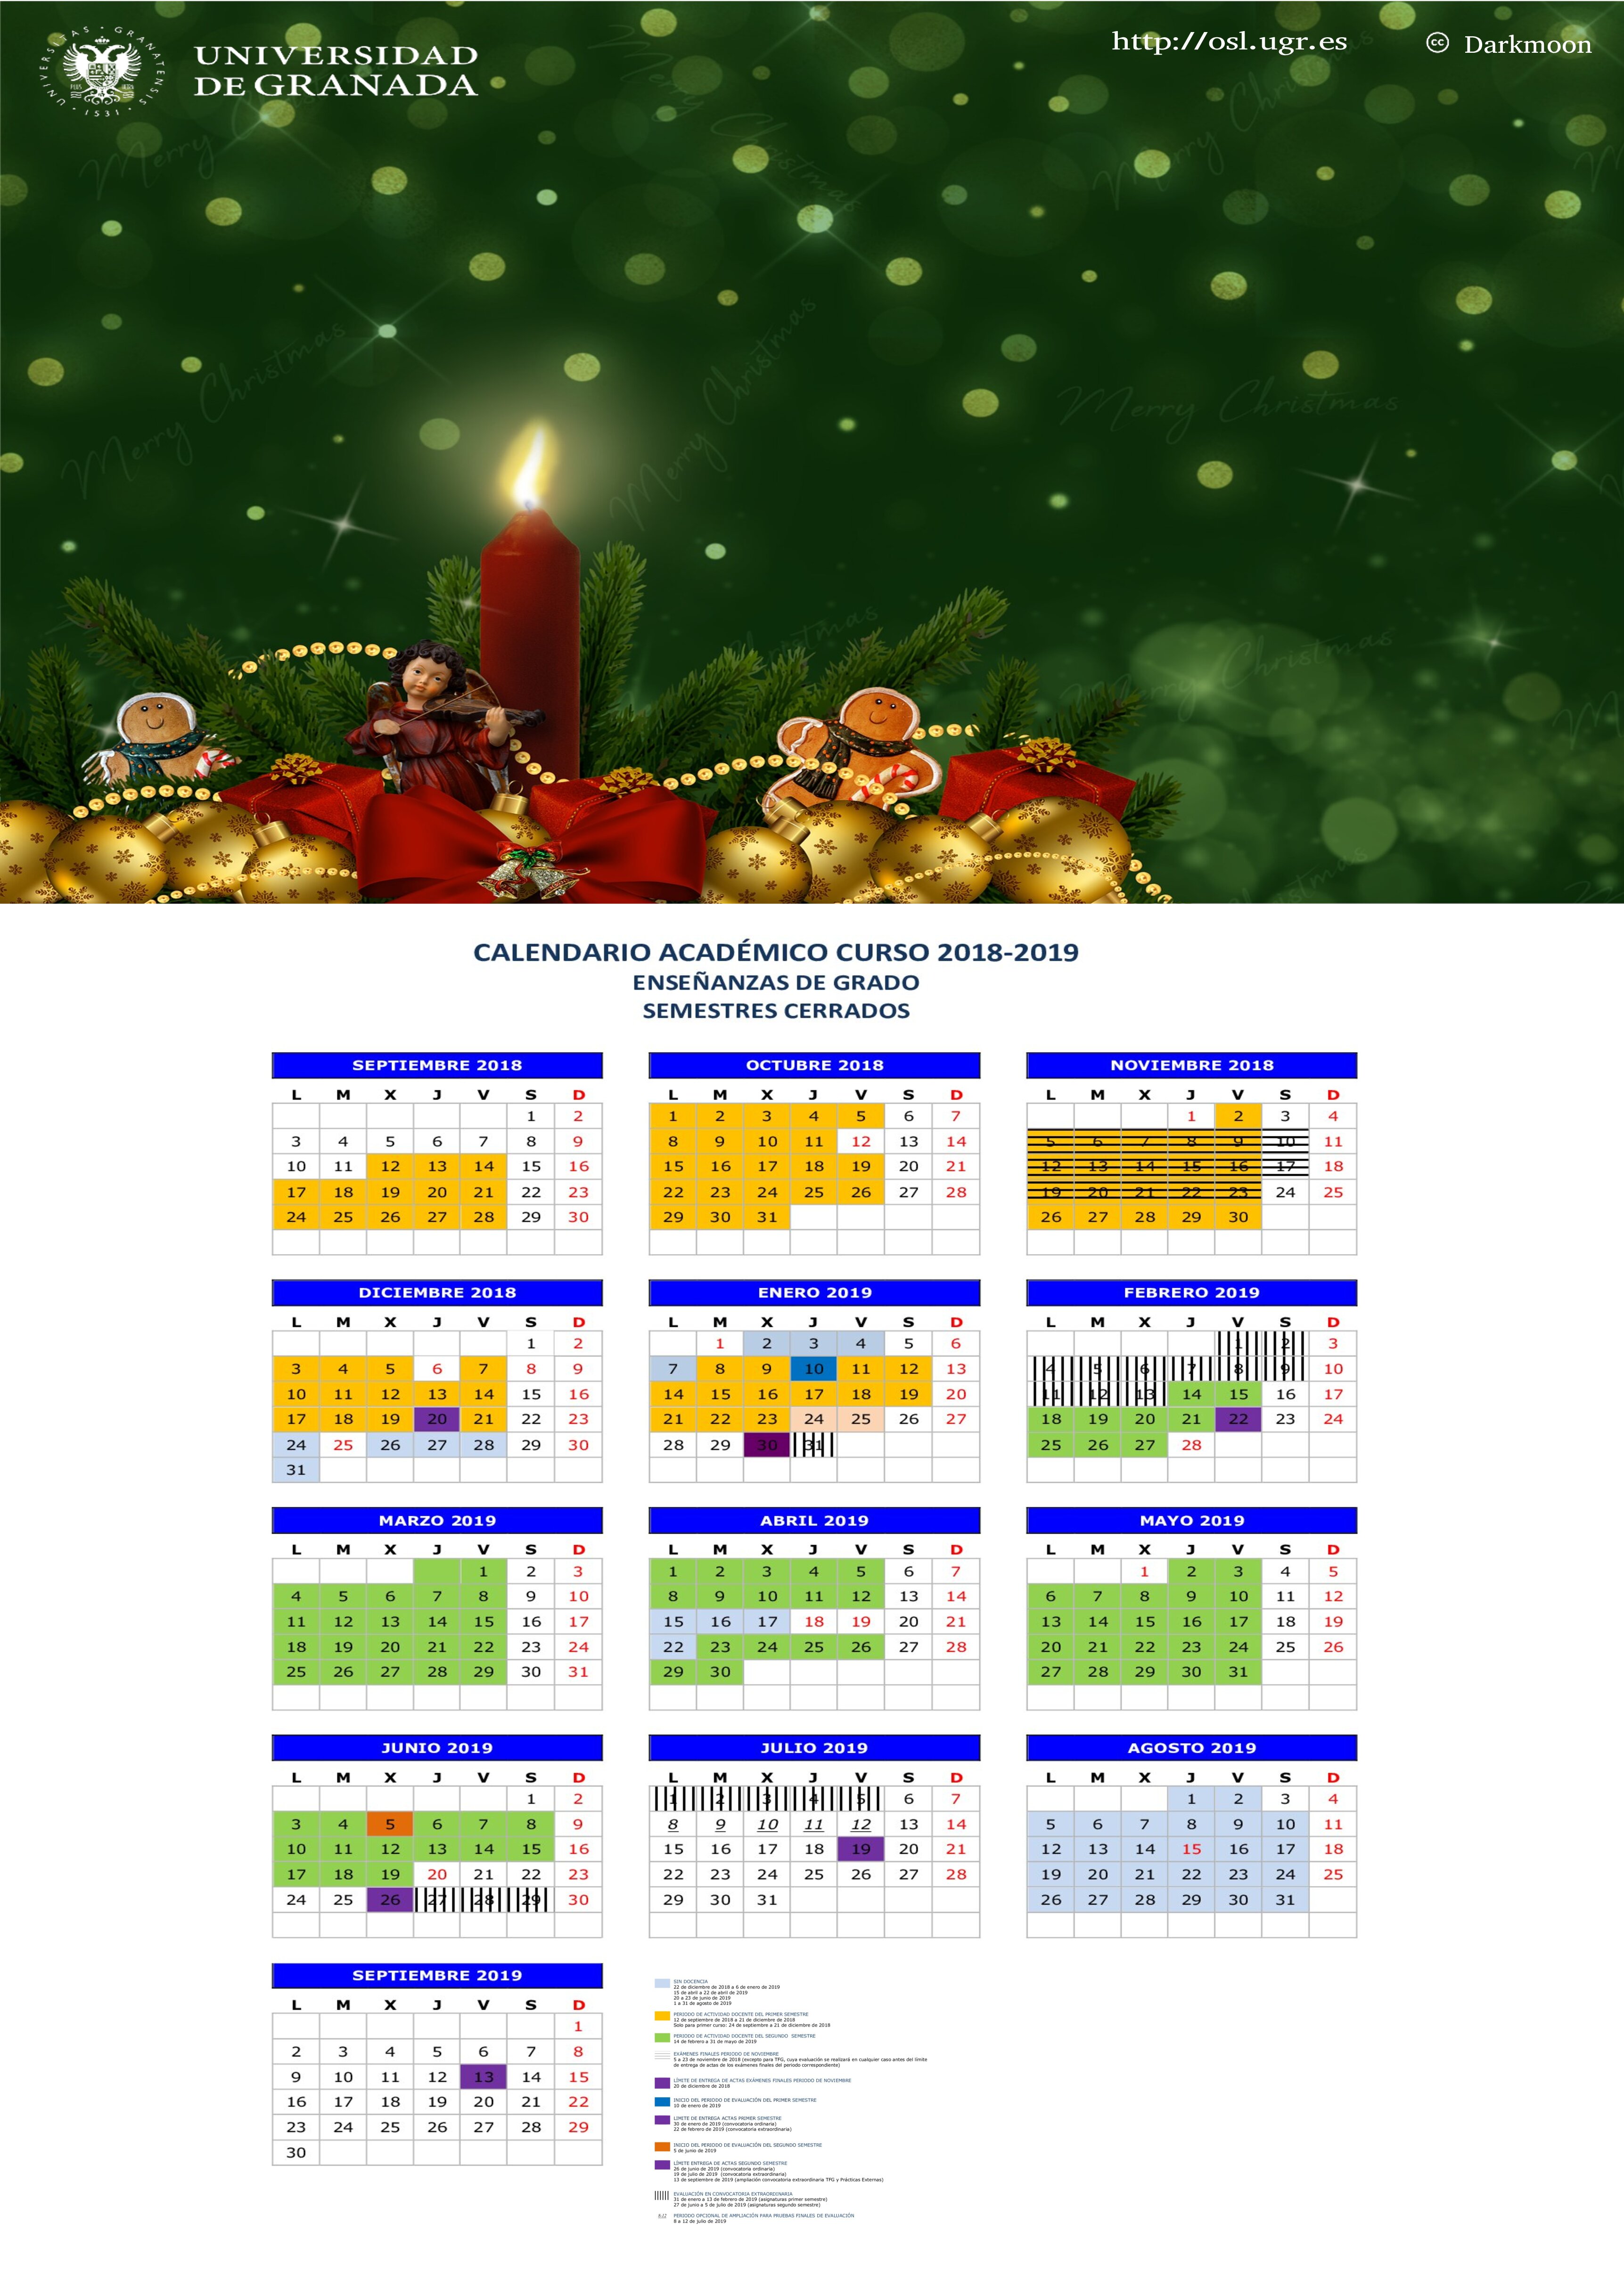 UNIVERSITAS · GRANATENSIS · 1531 ·
PLUS
UNIVERSIDAD
DE GRANADA
http://osl.ugr.es
cc Darkmoon
Merry Christmas
Merry Christmas
Merry Christmas
Merry Christmas
Christmas
CALENDARIO ACADÉMICO CURSO 2018-2019
ENSEÑANZAS DE GRADO
SEMESTRES CERRADOS
SEPTIEMBRE 2018
L M X J V S D
1 2
3 4 5 6 7 8 9
10 11 12 13 14 15 16
17 18 19 20 21 22 23
24 25 26 27 28 29 30
OCTUBRE 2018
L M X J V S D
1 2 3 4 5 6 7
8 9 10 11 12 13 14
15 16 17 18 19 20 21
22 23 24 25 26 27 28
29 30 31
NOVIEMBRE 2018
L M X J V S D
1 2 3 4
5 6 7 8 9 10 11
12 13 14 15 16 17 18
19 20 21 22 23 24 25
26 27 28 29 30
DICIEMBRE 2018
L M X J V S D
1 2
3 4 5 6 7 8 9
10 11 12 13 14 15 16
17 18 19 20 21 22 23
24 25 26 27 28 29 30
31
ENERO 2019
L M X J V S D
1 2 3 4 5 6
7 8 9 10 11 12 13
14 15 16 17 18 19 20
21 22 23 24 25 26 27
28 29 30 31
FEBRERO 2019
L M X J V S D
1 2 3
4 5 6 7 8 9 10
11 12 13 14 15 16 17
18 19 20 21 22 23 24
25 26 27 28
MARZO 2019
L M X J V S D
1 2 3
4 5 6 7 8 9 10
11 12 13 14 15 16 17
18 19 20 21 22 23 24
25 26 27 28 29 30 31
ABRIL 2019
L M X J V S D
1 2 3 4 5 6 7
8 9 10 11 12 13 14
15 16 17 18 19 20 21
22 23 24 25 26 27 28
29 30
MAYO 2019
L M X J V S D
1 2 3 4 5
6 7 8 9 10 11 12
13 14 15 16 17 18 19
20 21 22 23 24 25 26
27 28 29 30 31
JUNIO 2019
L M X J V S D
1 2
3 4 5 6 7 8 9
10 11 12 13 14 15 16
17 18 19 20 21 22 23
24 25 26 27 28 29 30
JULIO 2019
L M X J V S D
1 2 3 4 5 6 7
8 9 10 11 12 13 14
15 16 17 18 19 20 21
22 23 24 25 26 27 28
29 30 31
AGOSTO 2019
L M X J V S D
1 2 3 4
5 6 7 8 9 10 11
12 13 14 15 16 17 18
19 20 21 22 23 24 25
26 27 28 29 30 31
SEPTIEMBRE 2019
L M X J V S D
1
2 3 4 5 6 7 8
9 10 11 12 13 14 15
16 17 18 19 20 21 22
23 24 25 26 27 28 29
30
SIN DOCENCIA
22 de diciembre de 2018 a 6 de enero de 2019
15 de abril a 22 de abril de 2019
20 a 23 de junio de 2019
1 a 31 de agosto de 2019
PERIODO DE ACTIVIDAD DOCENTE DEL PRIMER SEMESTRE
12 de septiembre de 2018 a 21 de diciembre de 2018
Solo para primer curso: 24 de septiembre a 21 de diciembre de 2018
PERIODO DE ACTIVIDAD DOCENTE DEL SEGUNDO SEMESTRE
14 de febrero a 31 de mayo de 2019
EXÁMENES FINALES PERIODO DE NOVIEMBRE
5 a 23 de noviembre de 2018 (excepto para TFG, cuya evaluación se realizará en cualquier caso antes del límite
de entrega de actas de los exámenes finales del periodo correspondiente)
LÍMITE DE ENTREGA DE ACTAS EXÁMENES FINALES PERIODO DE NOVIEMBRE
20 de diciembre de 2018
INICIO DEL PERIODO DE EVALUACIÓN DEL PRIMER SEMESTRE
10 de enero de 2019
LÍMITE DE ENTREGA ACTAS PRIMER SEMESTRE
30 de enero de 2019 (convocatoria ordinaria)
22 de febrero de 2019 (convocatoria extraordinaria)
INICIO DEL PERIODO DE EVALUACIÓN DEL SEGUNDO SEMESTRE
5 de junio de 2019
LÍMITE ENTREGA DE ACTAS SEGUNDO SEMESTRE
26 de junio de 2019 (convocatoria ordinaria)
19 de julio de 2019 (convocatoria extraordinaria)
13 de septiembre de 2019 (ampliación convocatoria extraordinaria TFG y Prácticas Externas)
EVALUACIÓN EN CONVOCATORIA EXTRAORDINARIA
31 de enero a 13 de febrero de 2019 (asignaturas primer semestre)
27 de junio a 5 de julio de 2019 (asignaturas segundo semestre)
8-12 PERIODO OPCIONAL DE AMPLIACIÓN PARA PRUEBAS FINALES DE EVALUACIÓN
8 a 12 de julio de 2019